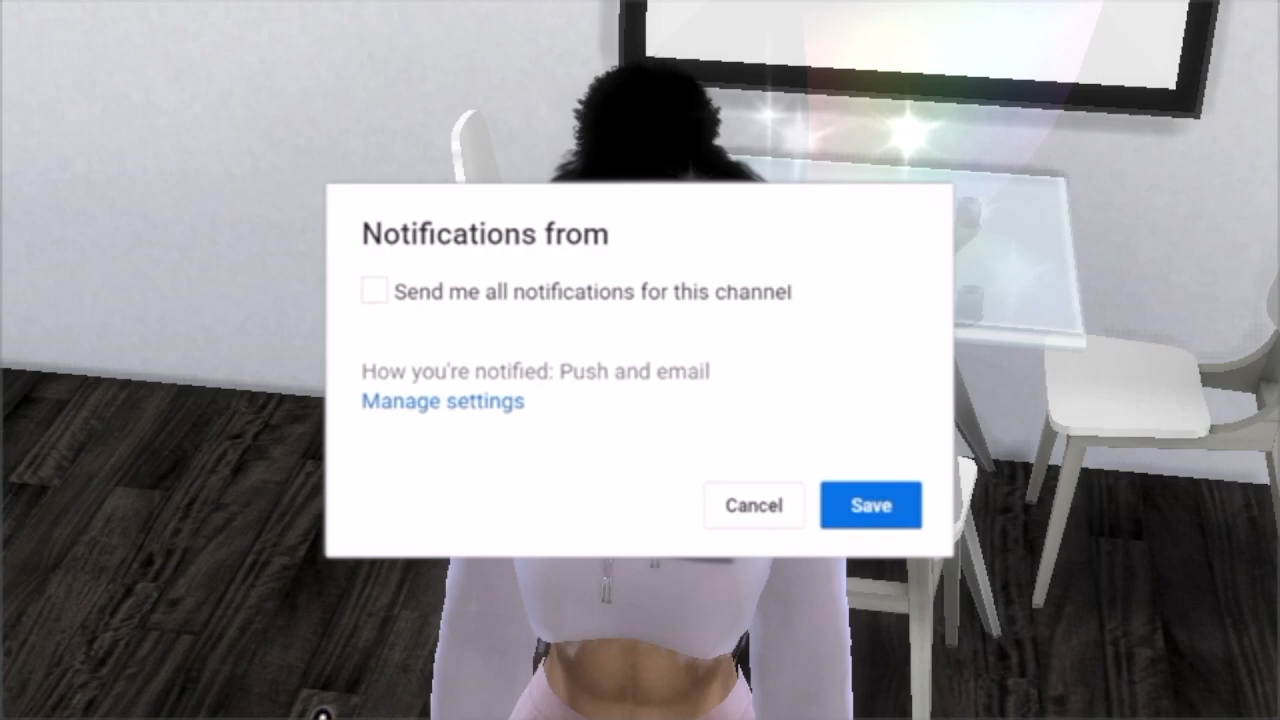 Notifications from
Send me all notifications for this channel
How you're notified: Push and email
Manage settings
Cancel
Save